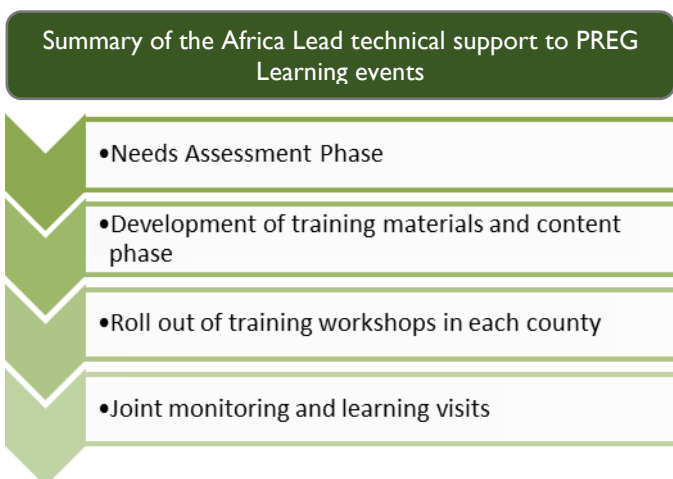 Summary of the Africa Lead technical support to PREG
Learning events
•Needs Assessment Phase
•Development of training materials and content
phase
•Roll out of training workshops in each county
•Joint monitoring and learning visits